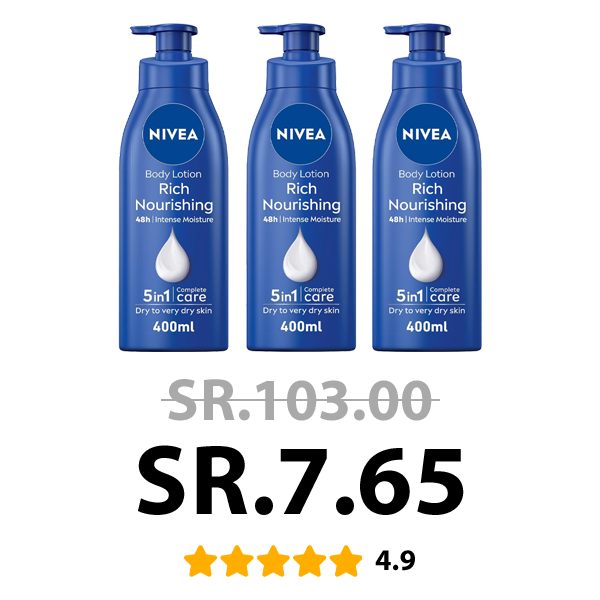 NIVEA NIVEA NIVEA
Body Lotion Body Lotion Body Lotion
Rich Rich Rich
Nourishing Nourishing Nourishing
48h | Intense Moisture 48h | Intense Moisture 48h | Intense Moisture
5in1 | Complete care 5in1 | Complete care 5in1 | Complete care
Dry to very dry skin Dry to very dry skin Dry to very dry skin
400ml 400ml 400ml
SR.103.00
SR.7.65
4.9